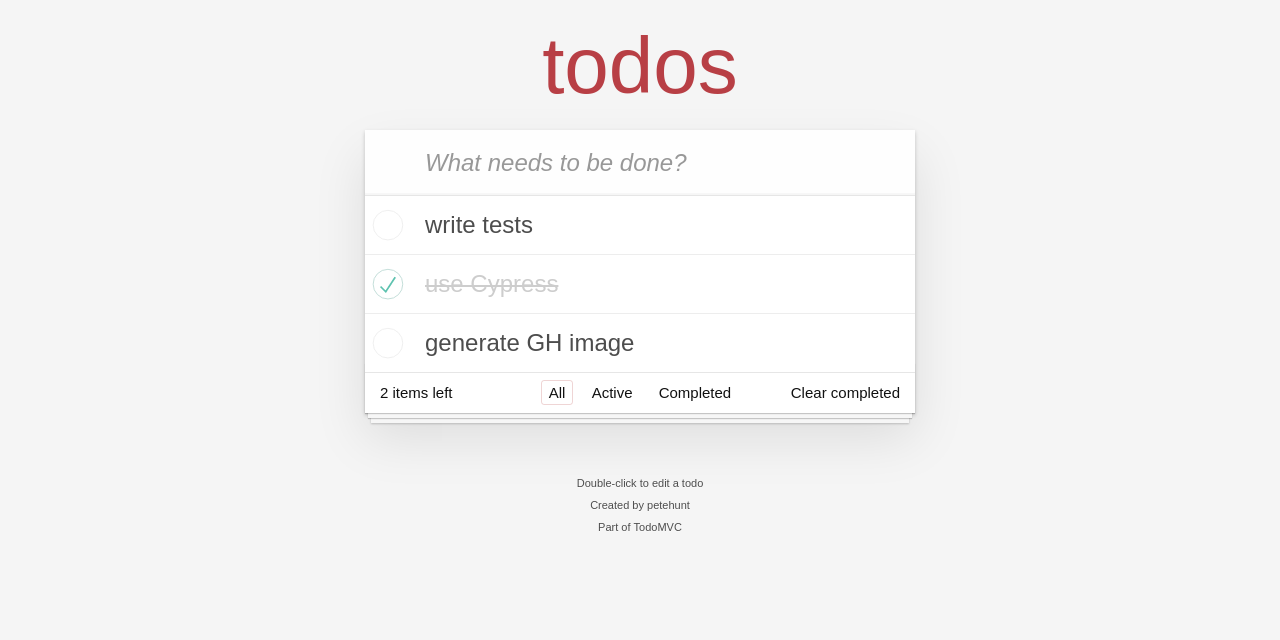 todos
What needs to be done?
write tests
use Cypress
generate GH image
2 items left All Active Completed Clear completed
Double-click to edit a todo
Created by petehunt
Part of TodoMVC